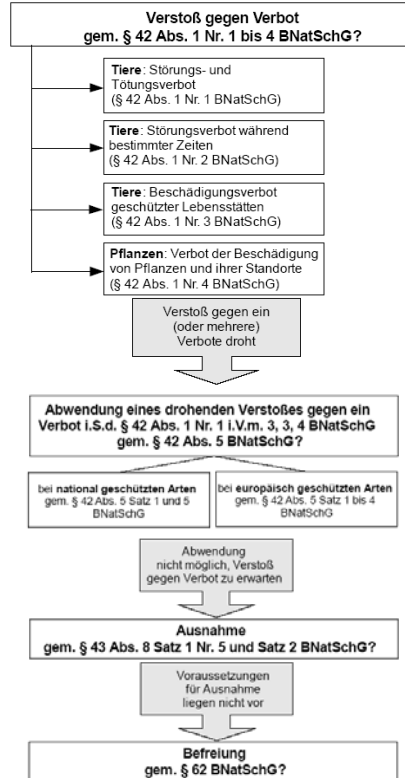 Verstoß gegen Verbot
gem. § 42 Abs. 1 Nr. 1 bis 4 BNatSchG?
Tiere: Störungs- und
Tötungsverbot
(§ 42 Abs. 1 Nr. 1 BNatSchG)
Tiere: Störungsverbot während
bestimmter Zeiten
(§ 42 Abs. 1 Nr. 2 BNatSchG)
Tiere: Beschädigungsverbot
geschützter Lebensstätten
(§ 42 Abs. 1 Nr. 3 BNatSchG)
Pflanzen: Verbot der Beschädigung
von Pflanzen und ihrer Standorte
(§ 42 Abs. 1 Nr. 4 BNatSchG)
Verstoß gegen ein
(oder mehrere)
Verbote droht
Abwendung eines drohenden Verstoßes gegen ein
Verbot i.S.d. § 42 Abs. 1 Nr. 1 i.V.m. 3, 3, 4 BNatSchG
gem. § 42 Abs. 5 BNatSchG?
bei national geschützten Arten
gem. § 42 Abs. 5 Satz 1 und 5
BNatSchG
bei europäisch geschützten Arten
gem. § 42 Abs. 5 Satz 1 bis 4
BNatSchG
Abwendung
nicht möglich, Verstoß
gegen Verbot zu erwarten
Ausnahme
gem. § 43 Abs. 8 Satz 1 Nr. 5 und Satz 2 BNatSchG?
Voraussetzungen
für Ausnahme
liegen nicht vor
Befreiung
gem. § 62 BNatSchG?